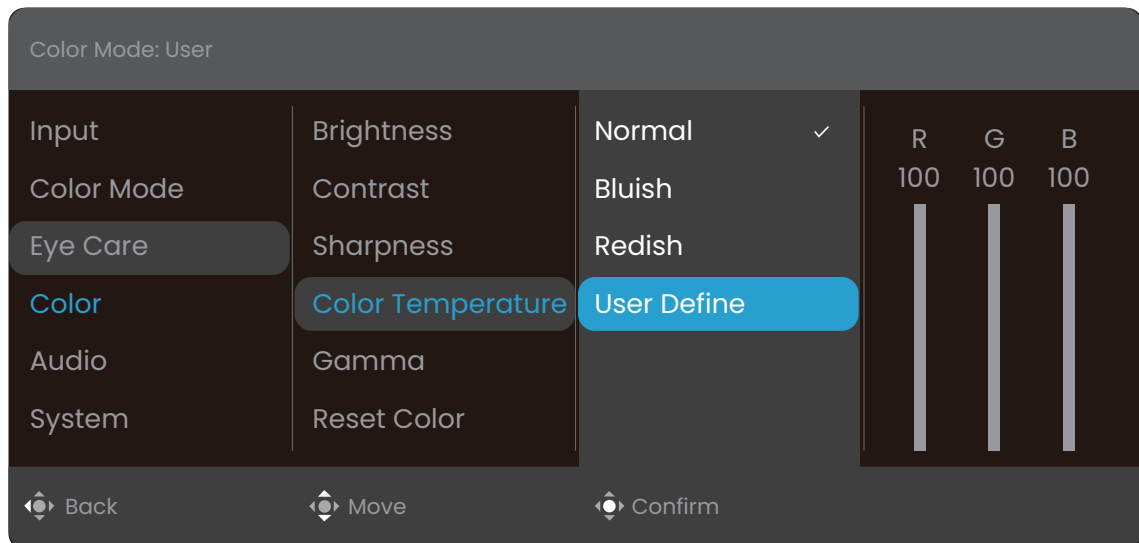 Color Mode: User
Input
Color Mode
Eye Care
Color
Audio
System
Brightness
Contrast
Sharpness
Color Temperature
Gamma
Reset Color
Normal
Bluish
Redish
User Define
R G B
100 100 100
Back Move Confirm